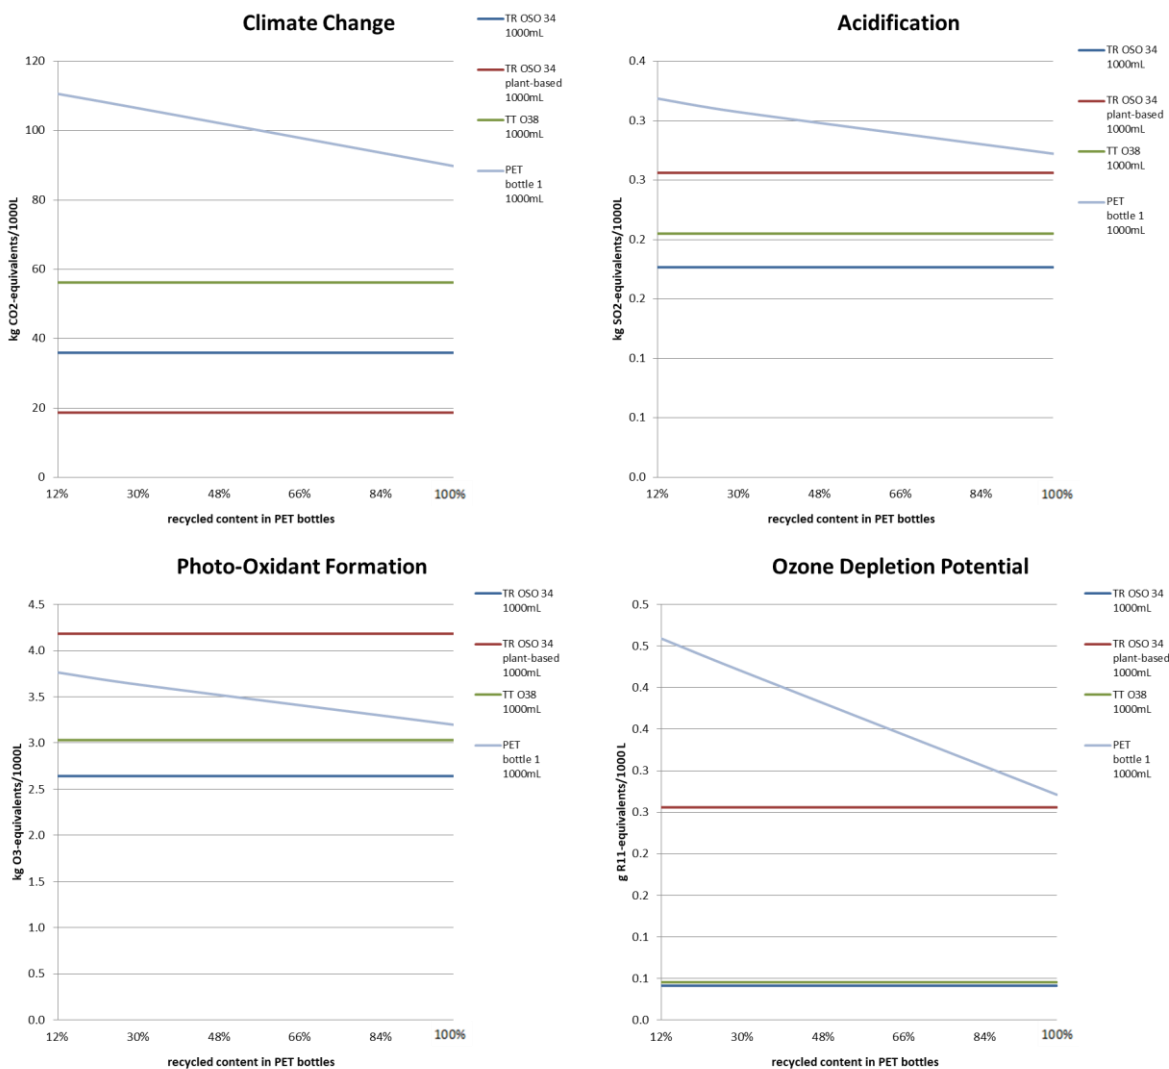 Climate Change
TR OSO 34
1000mL
TR OSO 34
plant-based
1000mL
TT O38
1000mL
PET
bottle 1
1000mL
120
100
80
60
40
20
0
kg CO2-equivalents/1000L
12% 30% 48% 66% 84% 100%
recycled content in PET bottles
Acidification
TR OSO 34
1000mL
TR OSO 34
plant-based
1000mL
TT O38
1000mL
PET
bottle 1
1000mL
0.4
0.3
0.3
0.2
0.2
0.1
0.1
0.0
kg SO2-equivalents/1000L
12% 30% 48% 66% 84% 100%
recycled content in PET bottles
Photo-Oxidant Formation
TR OSO 34
1000mL
TR OSO 34
plant-based
1000mL
TT O38
1000mL
PET
bottle 1
1000mL
4.5
4.0
3.5
3.0
2.5
2.0
1.5
1.0
0.5
0.0
kg O3-equivalents/1000L
12% 30% 48% 66% 84% 100%
recycled content in PET bottles
Ozone Depletion Potential
TR OSO 34
1000mL
TR OSO 34
plant-based
1000mL
TT O38
1000mL
PET
bottle 1
1000mL
0.5
0.5
0.4
0.4
0.3
0.3
0.2
0.2
0.1
0.1
0.0
g R11-equivalents/1000 L
12% 30% 48% 66% 84% 100%
recycled content in PET bottles